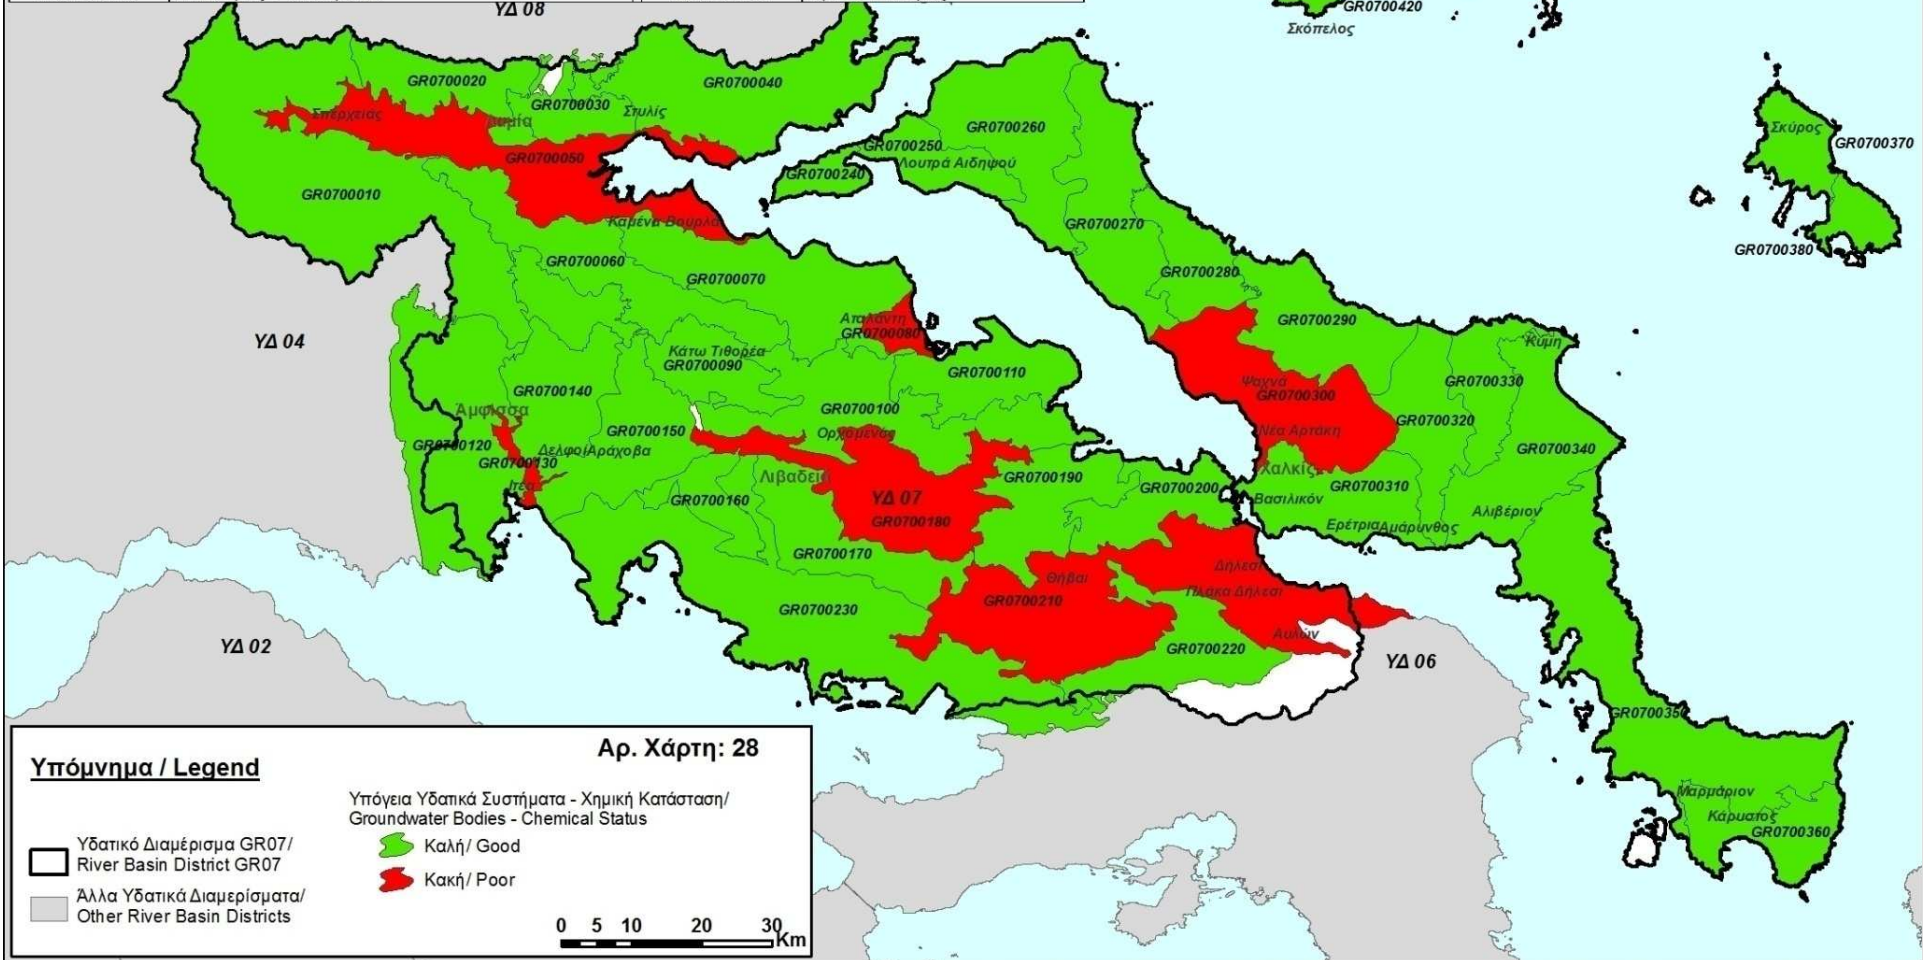 ΥΔ 08
GR0700420
Σκόπελος
GR0700020
GR0700040
GR0700030
Στυλίς
Σπερχειάς
Λαμία
GR0700050
GR0700010
Καμένα Βούρλα
GR0700060
GR0700070
GR0700260
GR0700250
Λουτρά Αιδηψού
GR0700240
GR0700270
GR0700280
GR0700290
Σκύρος
GR0700370
GR0700380
ΥΔ 04
Αταλάντη
GR0700080
Κάτω Τιθορέα
GR0700090
GR0700110
GR0700140
Άμφισσα
GR0700100
Ορχομενός
GR0700150
GR0700120
Δελφοί
Αράχοβα
GR0700130
Ιτέα
Λιβαδειά
GR0700160
ΥΔ 07
GR0700180
GR0700190
GR0700200
GR0700170
GR0700230
Κύμη
GR0700330
Ψαχνά
GR0700300
GR0700320
Νέα Αρτάκη
GR0700340
Χαλκίς
GR0700310
Βασιλικόν
Ερέτρια
Αμάρυνθος
Αλιβέριον
Δήλεσι
Πλάκα Δήλεσι
Θήβαι
GR0700210
Αυλών
GR0700220
ΥΔ 06
ΥΔ 02
GR0700350
Μαρμάριον
Κάρυστος
GR0700360
Αρ. Χάρτη: 28
Υπόμνημα / Legend
Υδατικό Διαμέρισμα GR07/
River Basin District GR07
Άλλα Υδατικά Διαμερίσματα/
Other River Basin Districts
Υπόγεια Υδατικά Συστήματα - Χημική Κατάσταση/
Groundwater Bodies - Chemical Status
Καλή/ Good
Κακή/ Poor
0 5 10 20 30
Km